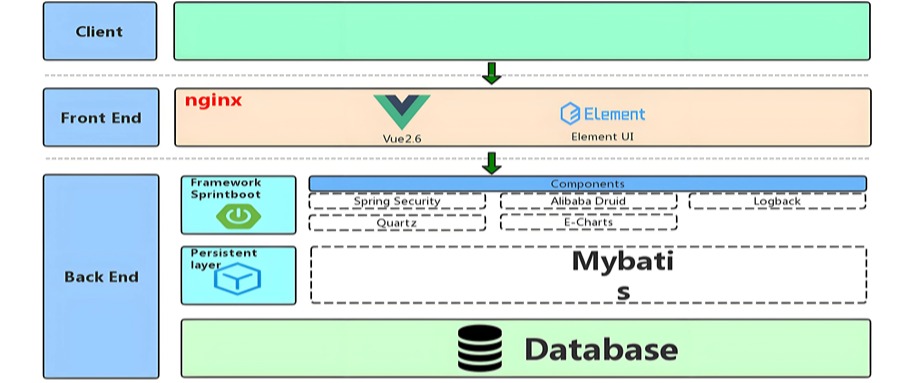 Client
Front End
nginx
Vue2.6
Element
Element UI
Back End
Framework
Sprintboot
Components
Spring Security
Alibaba Druid
Logback
Quartz
E-Charts
Persistent
layer
Mybati
s
Database